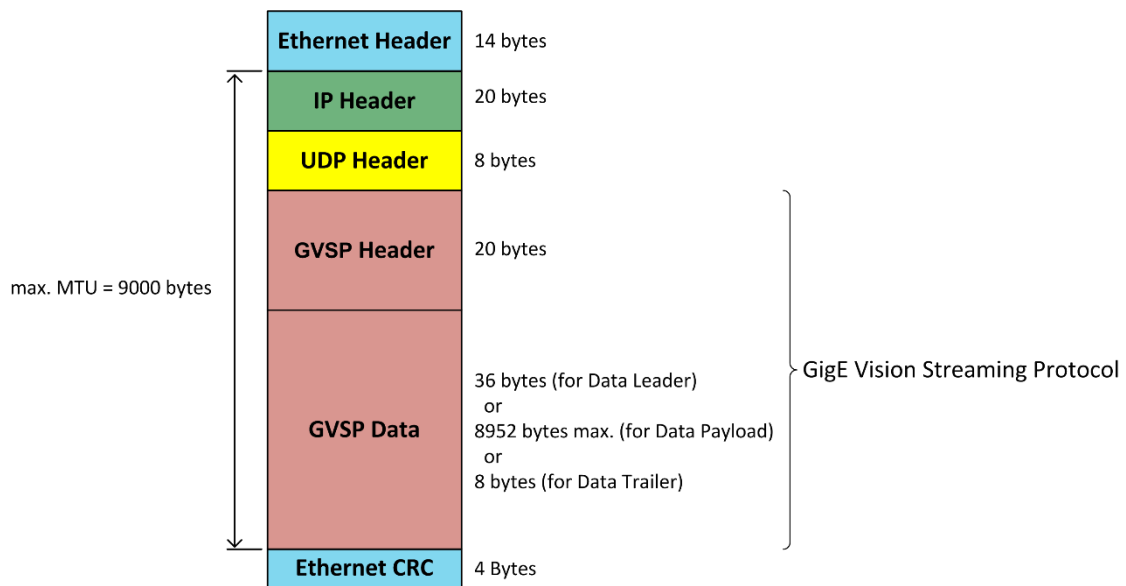 Ethernet Header
14 bytes
IP Header
20 bytes
UDP Header
8 bytes
GVSP Header
20 bytes
max. MTU = 9000 bytes
GigE Vision Streaming Protocol
GVSP Data
36 bytes (for Data Leader)
or
8952 bytes max. (for Data Payload)
or
8 bytes (for Data Trailer)
Ethernet CRC
4 Bytes